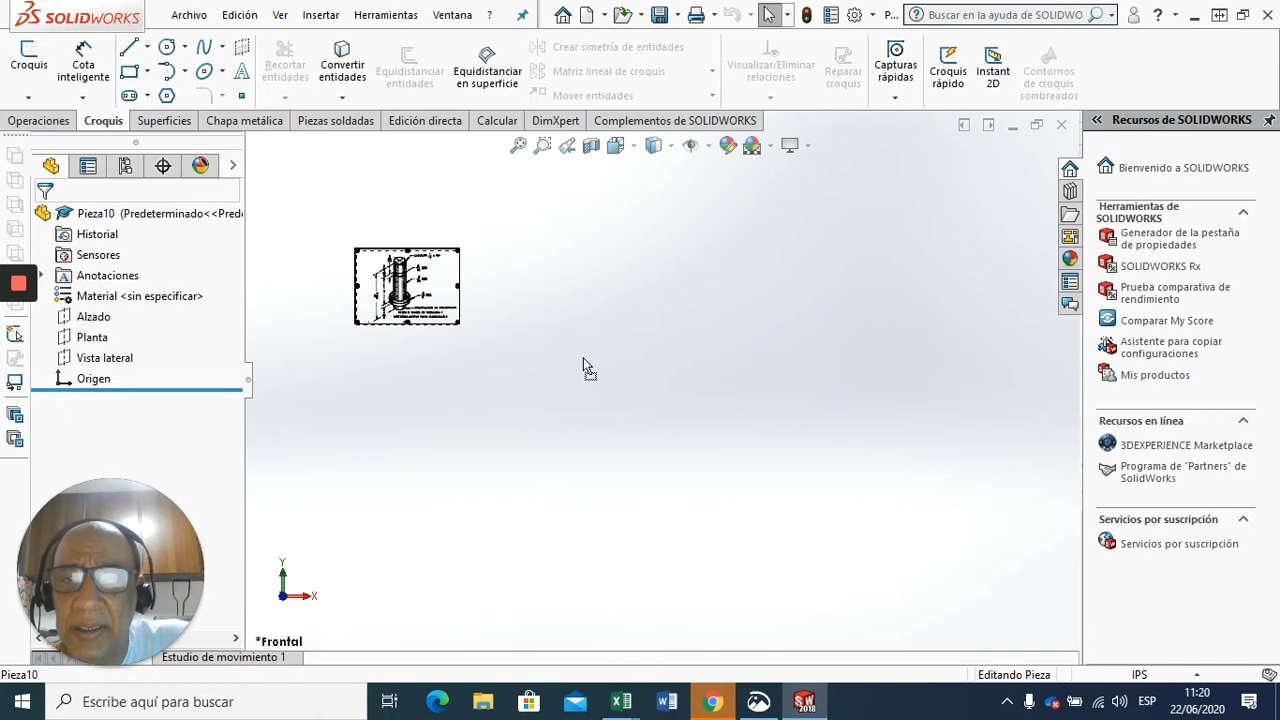 SOLIDWORKS
Archivo Edición Ver Insertar Herramientas Ventana ? P... Buscar en la ayuda de SOLIDWO ?
Croquis
Cota inteligente
Recortar entidades
Convertir entidades
Equidistanciar entidades
Equidistanciar en superficie
Crear simetría de entidades
Matriz lineal de croquis
Mover entidades
Visualizar/Eliminar relaciones
Reparar croquis
Capturas rápidas
Croquis rápido
Instant 2D
Contornos de croquis sombreados
Operaciones Croquis Superficies Chapa metálica Piezas soldadas Edición directa Calcular DimXpert Complementos de SOLIDWORKS
Pieza10 (Predeterminado<<Prede
Historial
Sensores
Anotaciones
Material <sin especificar>
Alzado
Planta
Vista lateral
Origen
Y
X
*Frontal
Estudio de movimiento 1
Recursos de SOLIDWORKS
Bienvenido a SOLIDWORKS
Herramientas de
SOLIDWORKS
Generador de la pestaña
de propiedades
SOLIDWORKS Rx
Prueba comparativa de
rendimiento
Comparar My Score
Asistente para copiar
configuraciones
Mis productos
Recursos en línea
3DEXPERIENCE Marketplace
Programa de "Partners" de
SolidWorks
Servicios por suscripción
Servicios por suscripción
Pieza10 Editando Pieza IPS
Escribe aquí para buscar
SW
2018
ESP
11:20
22/06/2020